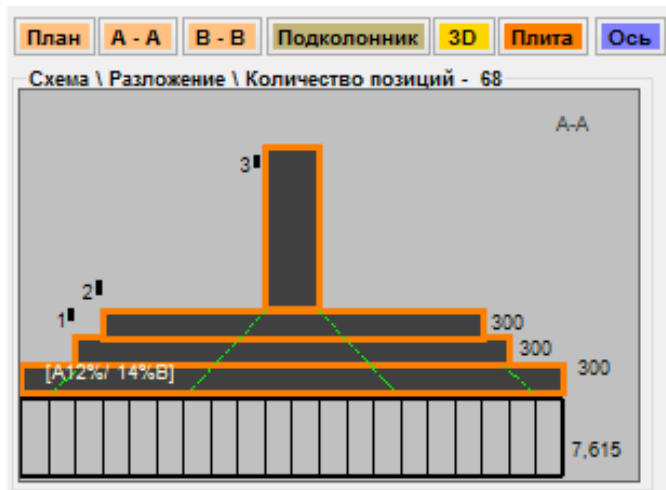 План A - A B - B Подколонник 3D Плита Ось
Схема \ Разложение \ Количество позиций - 68
A-A
3
2
1
300
300
300
[A12%/ 14%B]
7,615